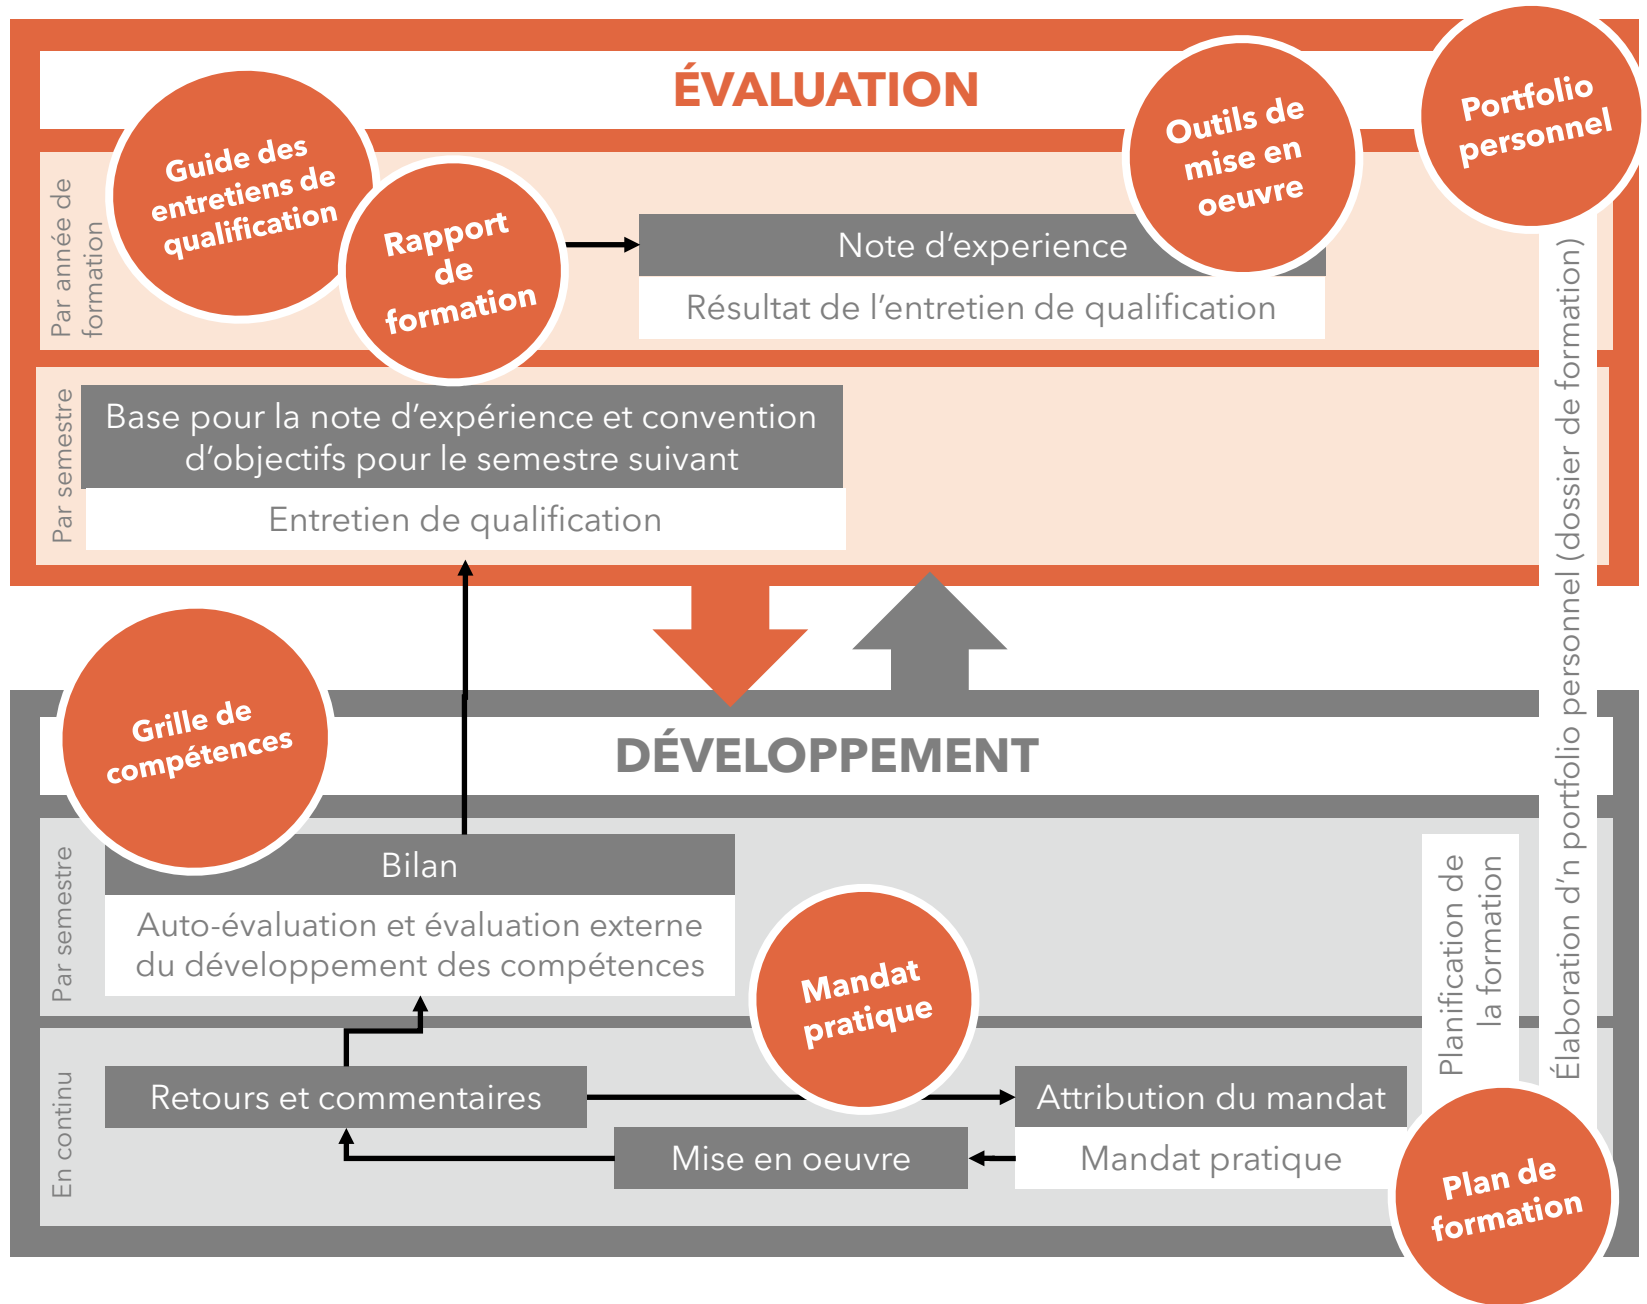 ÉVALUATION
Guide des
entretiens de
qualification
Rapport
de
formation
Outils de
mise en
oeuvre
Portfolio
personnel
Par année de
formation
Note d’experience
Résultat de l’entretien de qualification
Par semestre
Base pour la note d’expérience et convention
d’objectifs pour le semestre suivant
Entretien de qualification
Élaboration d’n portfolio personnel (dossier de formation)
Grille de
compétences
DÉVELOPPEMENT
Par semestre
Bilan
Auto-évaluation et évaluation externe
du développement des compétences
Mandat
pratique
Planification de
la formation
En continu
Retours et commentaires
Attribution du mandat
Mise en oeuvre
Mandat pratique
Plan de
formation